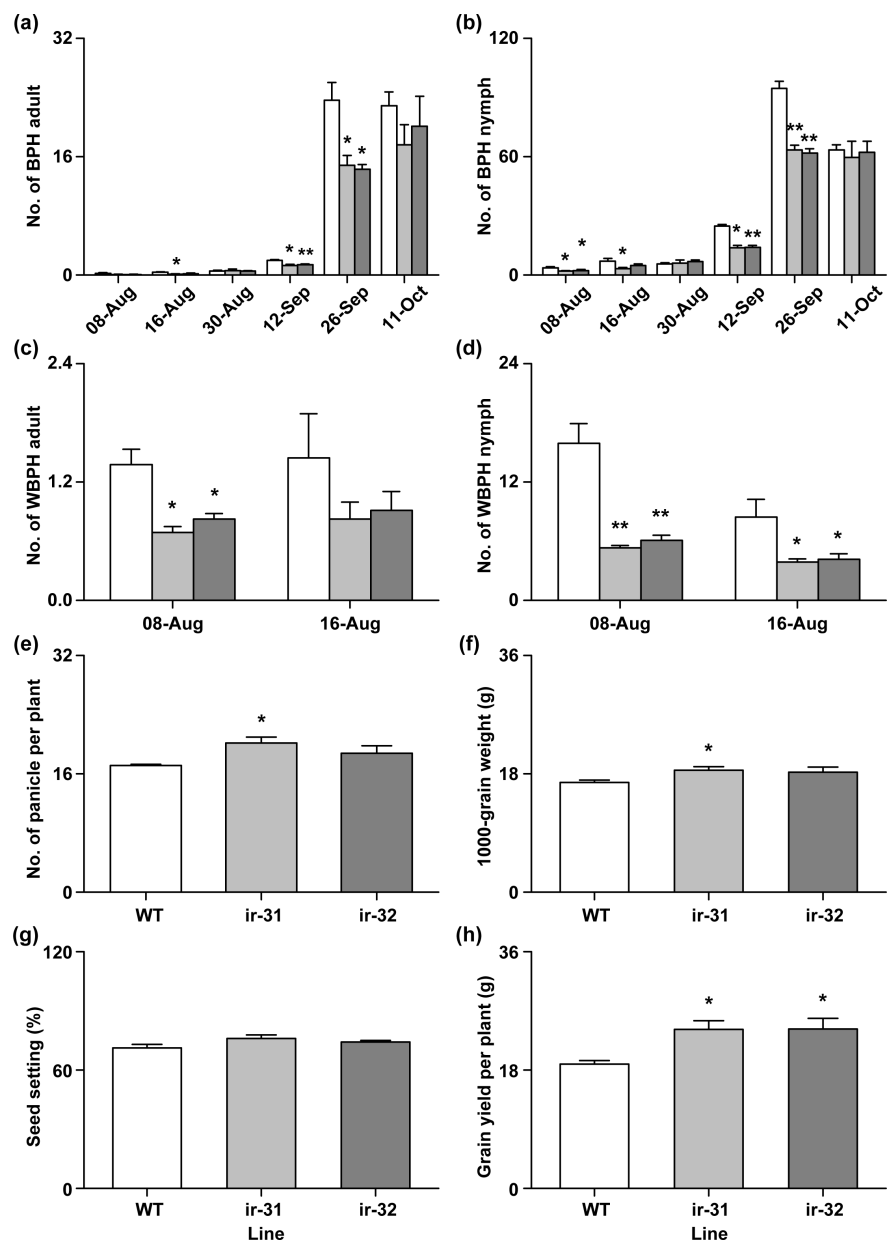 (a)
32
16
0
No. of BPH adult
*
* **
* *
08-Aug 16-Aug 30-Aug 12-Sep 26-Sep 11-Oct
(b)
120
60
0
No. of BPH nymph
* *
*
* **
** **
08-Aug 16-Aug 30-Aug 12-Sep 26-Sep 11-Oct
(c)
2.4
1.2
0.0
No. of WBPH adult
* *
08-Aug 16-Aug
(d)
24
12
0
No. of WBPH nymph
** **
* *
08-Aug 16-Aug
(e)
32
16
0
No. of panicle per plant
*
WT ir-31 ir-32
(f)
36
18
0
1000-grain weight (g)
*
WT ir-31 ir-32
(g)
120
60
0
Seed setting (%)
WT ir-31 ir-32
Line
(h)
36
18
0
Grain yield per plant (g)
* *
WT ir-31 ir-32
Line